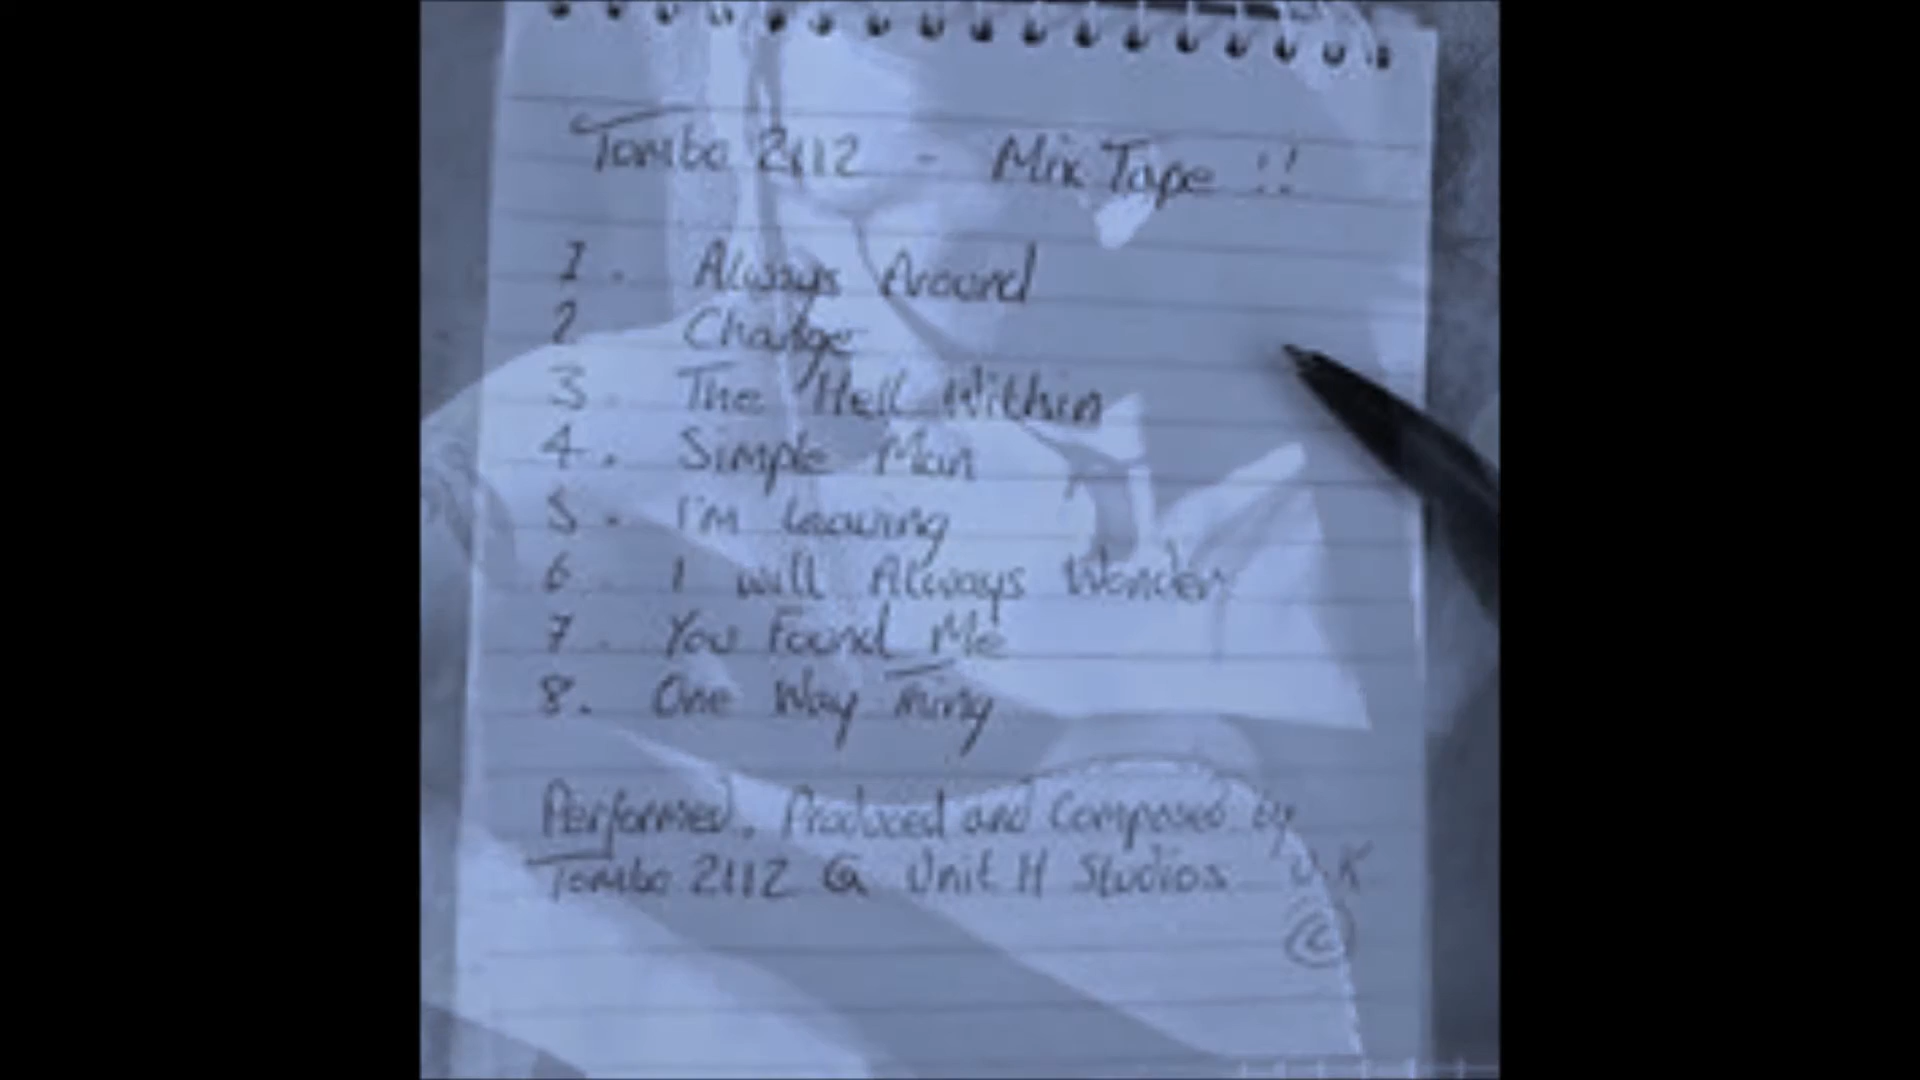 Tombo 2112 - Mix Tape !!
1. Always Around
2 Change
3. The Hell Within
4. Simple Man
5. I'm leaving
6. I will Always Wonder
7. You Found Me
8. One Way Thing
Performed, Produced and Composed by
Tombo 2112 @ Unit H Studios U.K
©